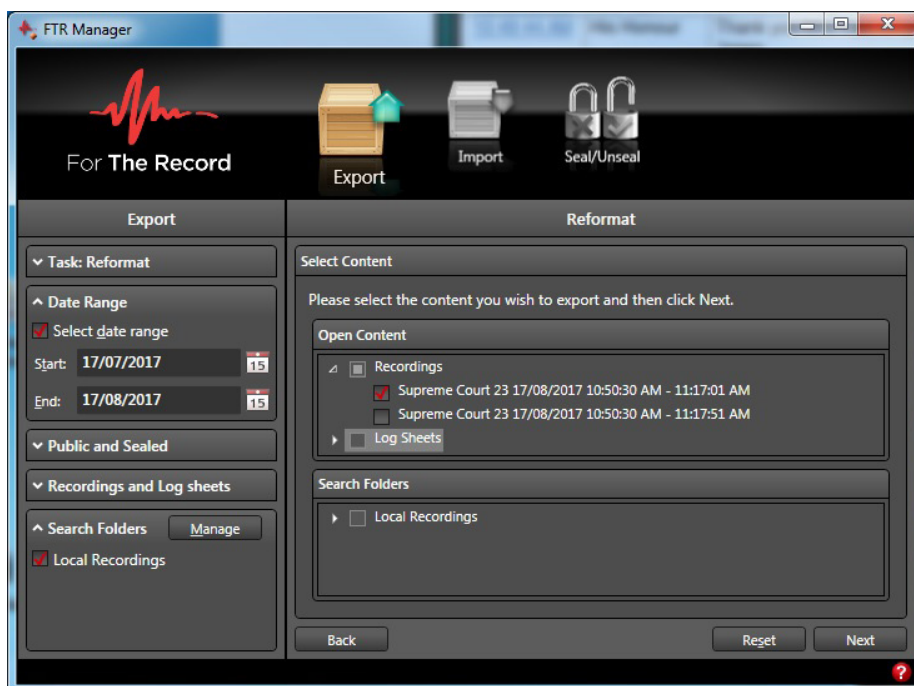 FTR Manager
His Honour
For The Record
Export
Import
Seal/Unseal
Export
Reformat
Task: Reformat
Date Range
Select date range
Start: 17/07/2017 15
End: 17/08/2017 15
Public and Sealed
Recordings and Log sheets
Search Folders Manage
Local Recordings
Select Content
Please select the content you wish to export and then click Next.
Open Content
Recordings
Supreme Court 23 17/08/2017 10:50:30 AM - 11:17:01 AM
Supreme Court 23 17/08/2017 10:50:30 AM - 11:17:51 AM
Log Sheets
Search Folders
Local Recordings
Back
Reset
Next
?